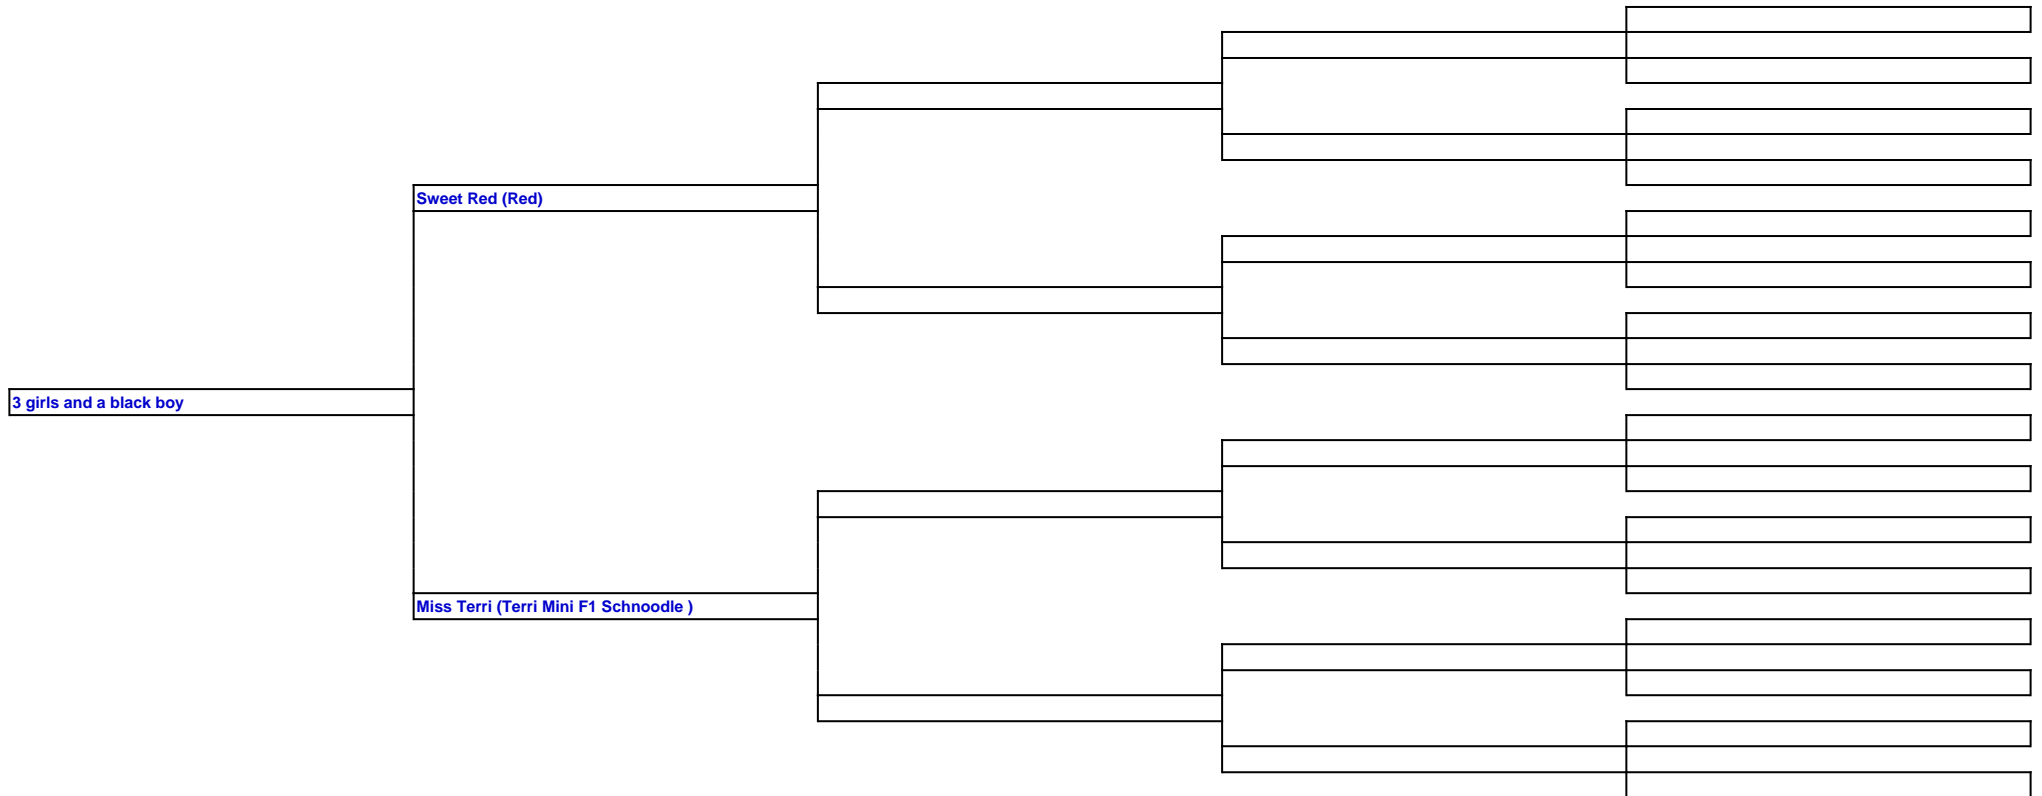 Sweet Red (Red)
3 girls and a black boy
Miss Terri (Terri Mini F1 Schnoodle )